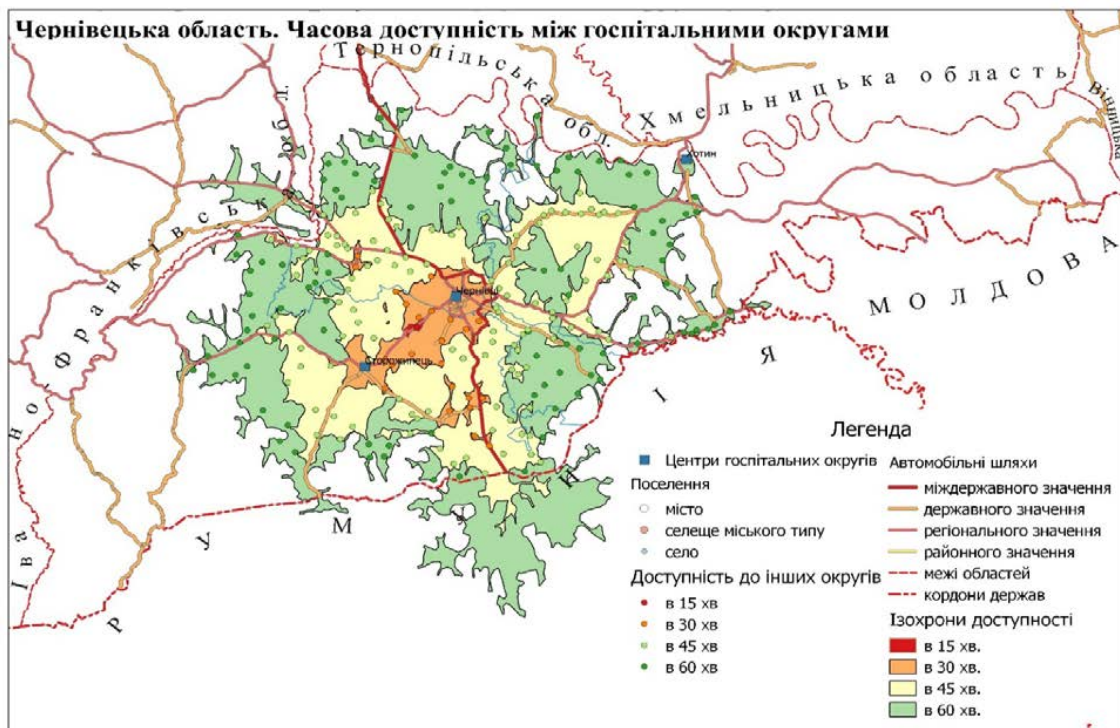 Чернівецька область. Часова доступність між госпітальними округами
Тернопільська обл.
Хмельницька область
Вінницька
Івано-Франківська обл.
Хотин
Чернівці
Сторожинець
МОЛДОВА
РУМУНІЯ
Легенда
Центри госпітальних округів
Поселення
місто
селеще міського типу
село
Доступність до інших округів
в 15 хв
в 30 хв
в 45 хв
в 60 хв
Автомобільні шляхи
міждержавного значення
державного значення
регіонального значення
районного значення
межі областей
кордони держав
Ізохрони доступності
в 15 хв.
в 30 хв.
в 45 хв.
в 60 хв.